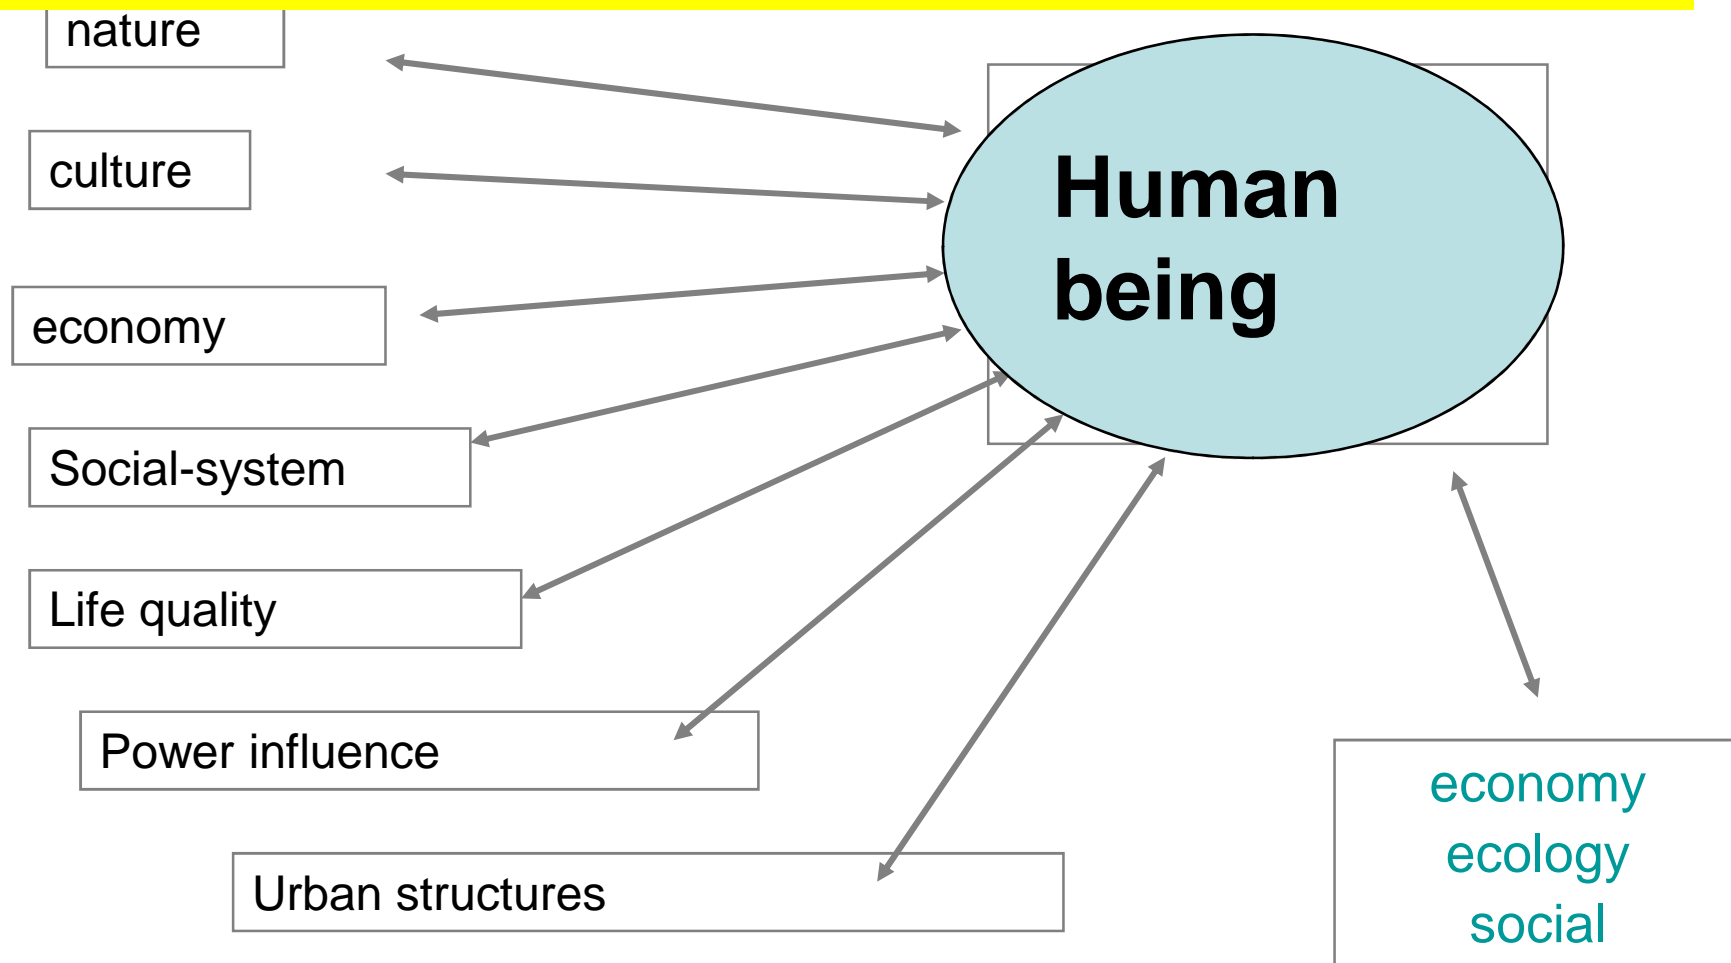 nature
culture
economy
Social-system
Life quality
Power influence
Urban structures
Human
being
economy
ecology
social